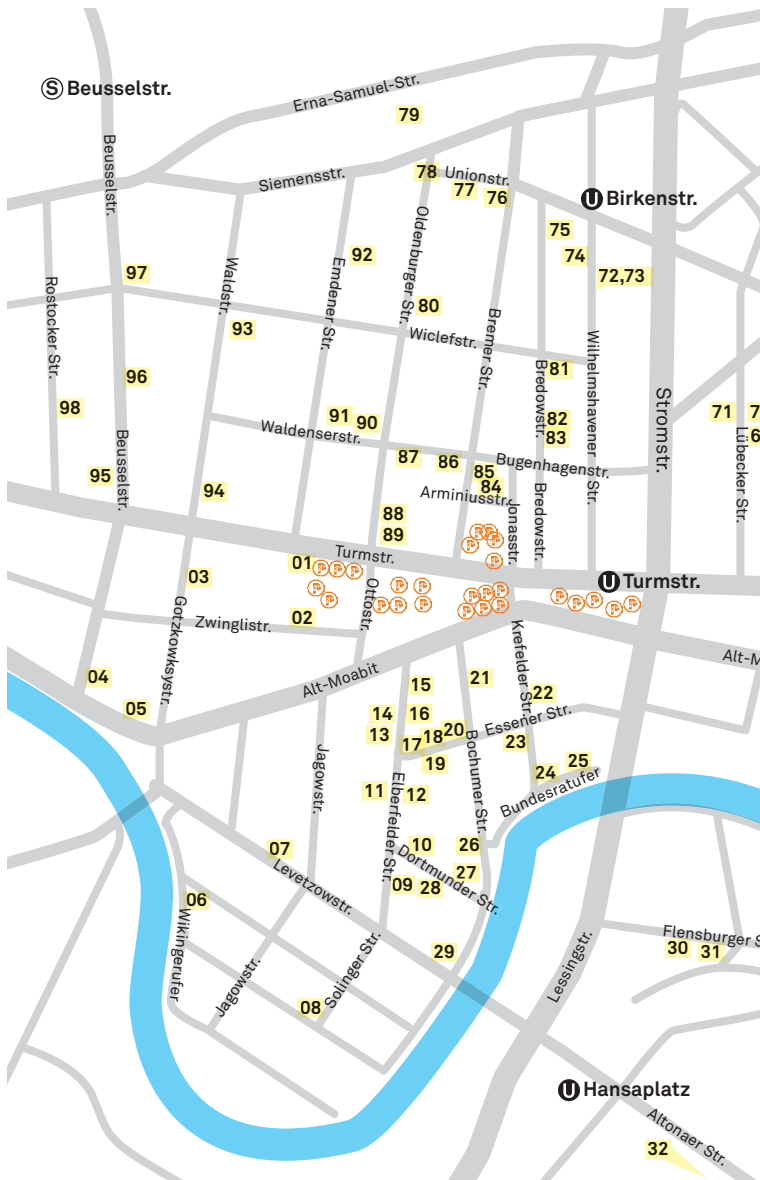 Erna-Samuel-Str.
S Beusselstr.
79
Beusselstr.
Siemensstr.
78
Unionstr.
77
76
U Birkenstr.
Oldenburger Str.
75
92
74
97
Waldstr.
Emdener Str.
72,73
Rostocker Str.
80
Bremer Str.
93
Wiclefstr.
Wilhelmshavener Str.
96
81
Bredowstr.
Stromstr.
98
91
90
82
71
7
83
6
Lübecker Str.
Waldenserstr.
Beusselstr.
87
86
85
Bugenhagenstr.
95
94
84
Arminiusstr.
Jonasstr.
Bredowstr.
88
89
Turmstr.
P P P
P
P
01
P P P
03
P
P
Ottostr.
P P
P P P
P P P
P P P
P P P P P
U Turmstr.
Gotzkowksystr.
02
Zwinglistr.
Krefelder Str.
Alt-M
04
Alt-Moabit
15
21
22
05
14
16
Essener Str.
13
17
18
20
23
Bochumer Str.
19
25
24
Jagowstr.
Elberfelder Str.
11
12
Bundesratufer
07
10
26
Dortmunder Str.
Levetzowstr.
09
28
27
06
Wikingerufer
29
Flensburger S
30
31
Lessingstr.
Solinger Str.
Jagowstr.
08
U Hansaplatz
Altonaer Str.
32